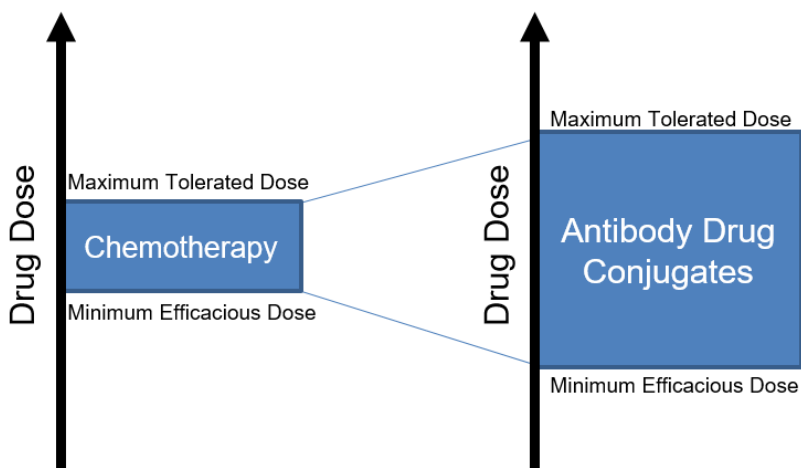 Drug Dose
Maximum Tolerated Dose
Chemotherapy
Minimum Efficacious Dose
Drug Dose
Maximum Tolerated Dose
Antibody Drug
Conjugates
Minimum Efficacious Dose